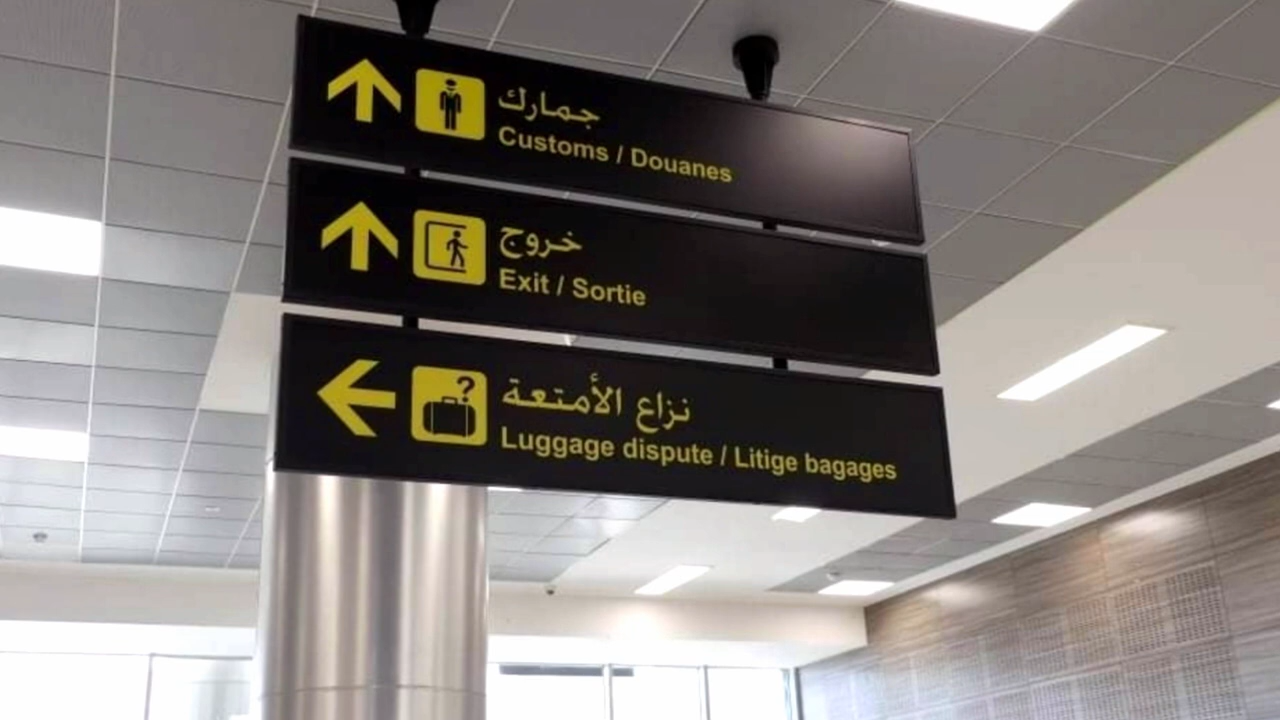 جمارك
Customs / Douanes
خروج
Exit / Sortie
نزاع الأمتعة
Luggage dispute / Litige bagages